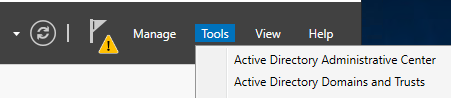 Manage Tools View Help
Active Directory Administrative Center
Active Directory Domains and Trusts